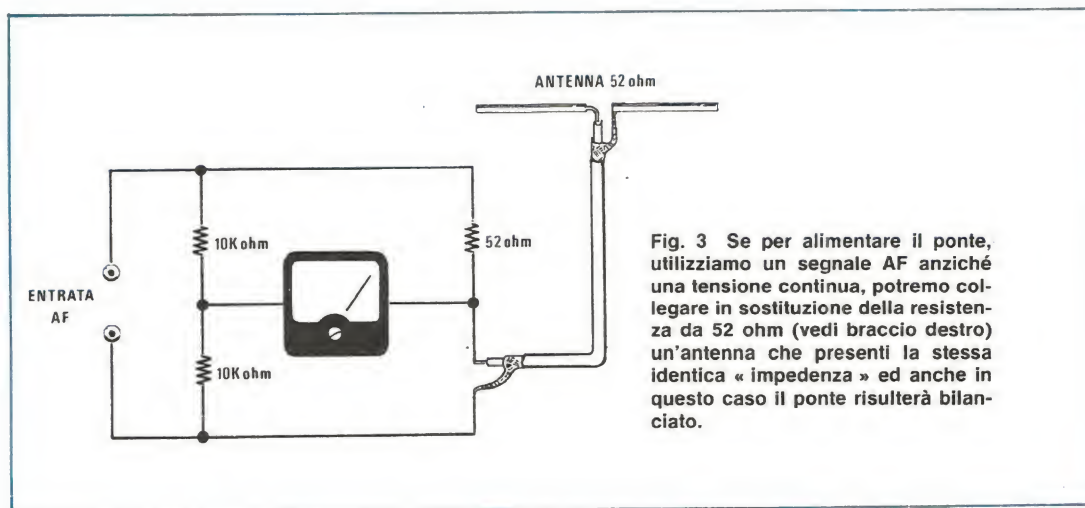 ANTENNA 52 ohm
10K ohm
52 ohm
ENTRATA
AF
10K ohm
Fig. 3 Se per alimentare il ponte,
utilizziamo un segnale AF anziché
una tensione continua, potremo col-
legare in sostituzione della resisten-
za da 52 ohm (vedi braccio destro)
un'antenna che presenti la stessa
identica « impedenza » ed anche in
questo caso il ponte risulterà bilan-
ciato.